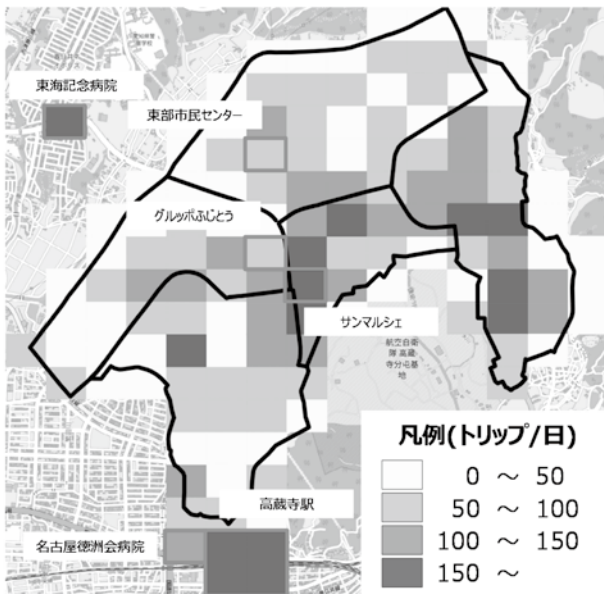 東海記念病院
東部市民センター
グルッポふじとう
サンマルシェ
航空自衛
隊 高蔵
寺分屯基
地
凡例(トリップ/日)
0 ～ 50
50 ～ 100
100 ～ 150
150 ～
高蔵寺駅
名古屋徳洲会病院